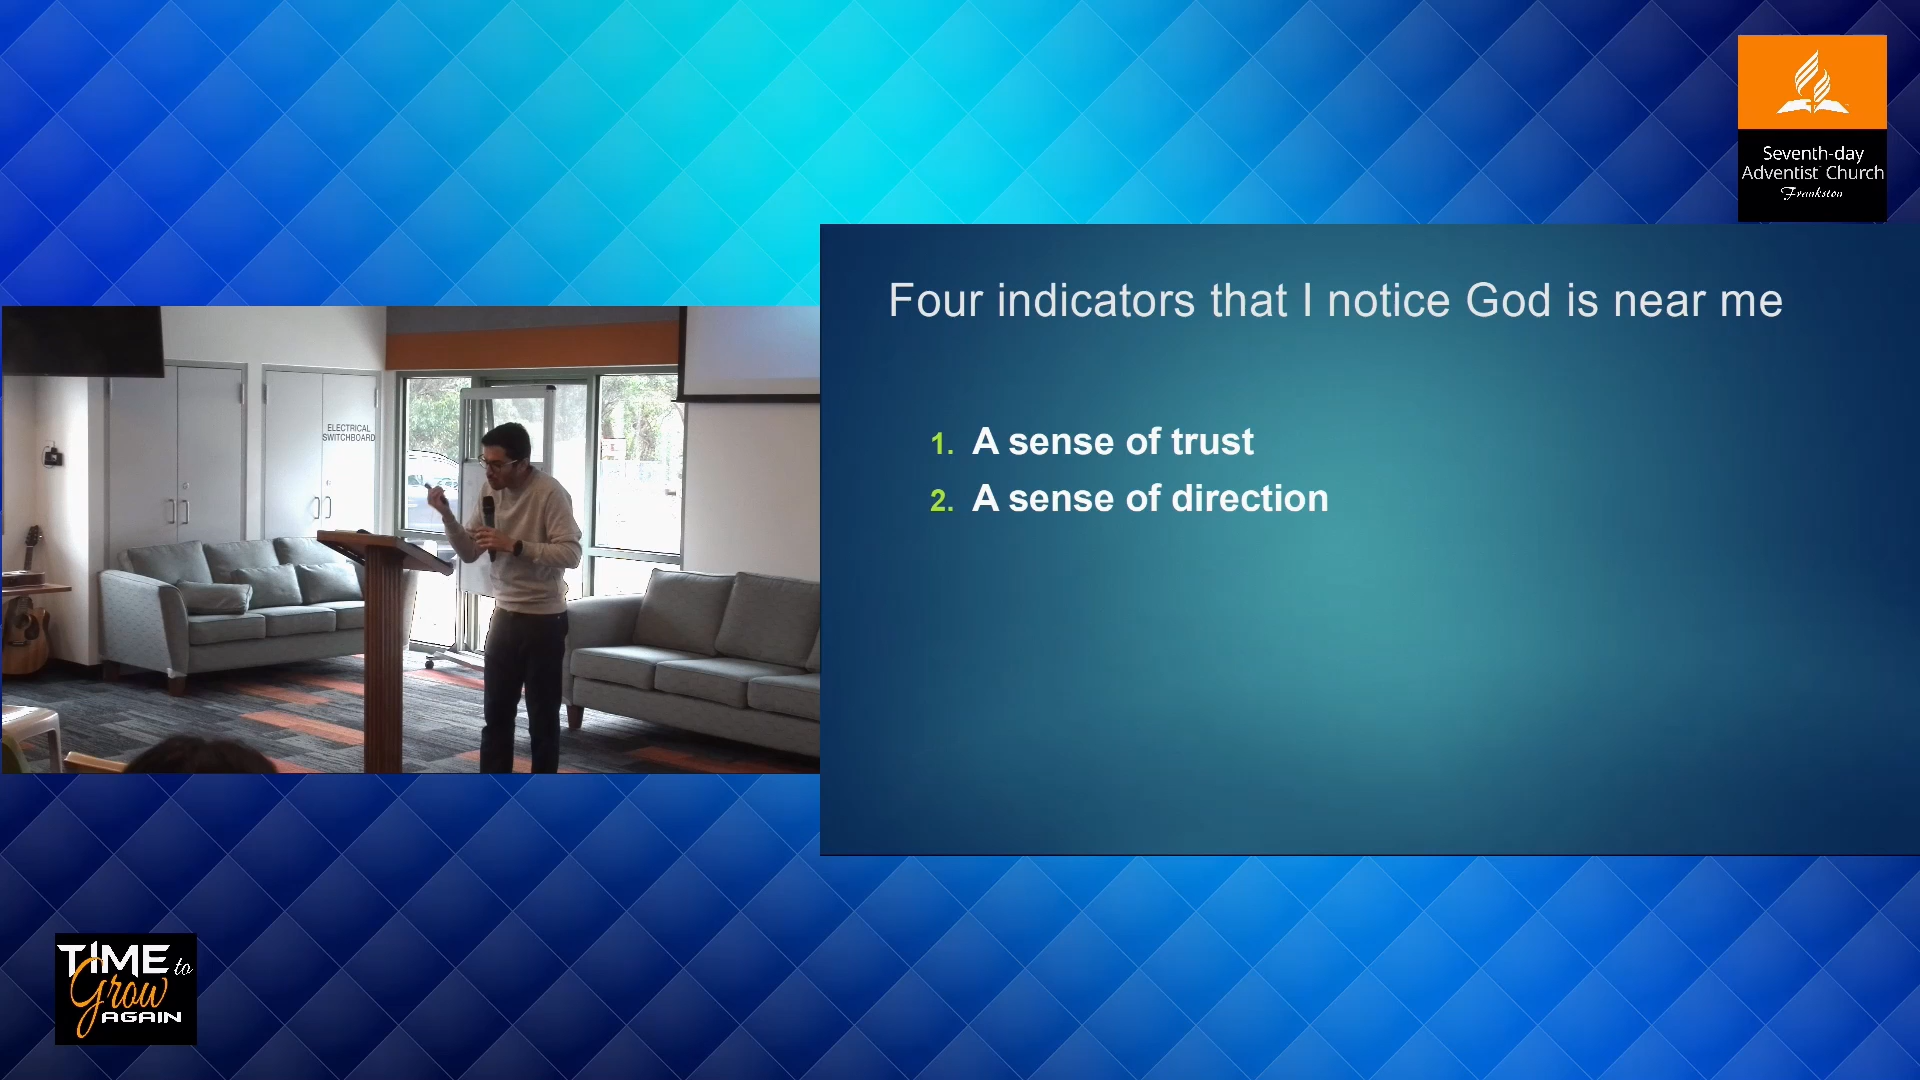 Seventh-day
Adventist Church
Frankston
Four indicators that I notice God is near me
1. A sense of trust
2. A sense of direction
ELECTRICAL
SWITCHBOARD
TIME to
Grow
AGAIN